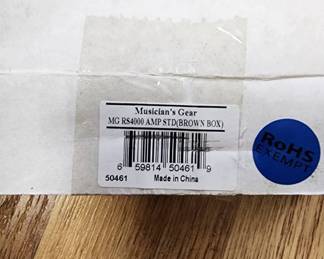 Musician's Gear
MG RS4000 AMP STD(BROWN BOX)
6 59814 50461 9
50461 Made in China
RoHS
EXEMPT